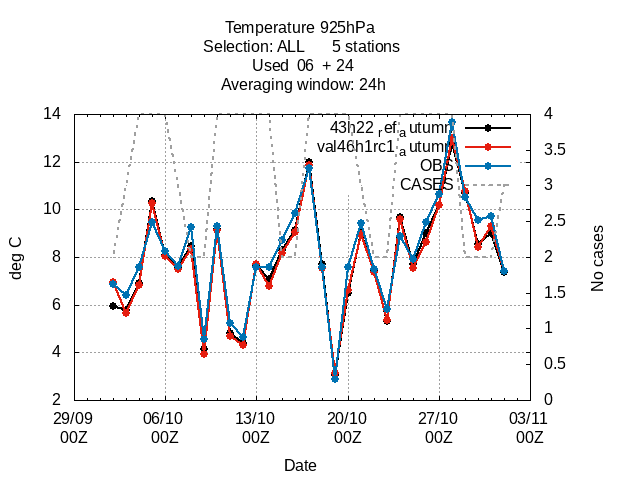 Temperature 925hPa
Selection: ALL 5 stations
Used 06 + 24
Averaging window: 24h
43h22ref_autumn
val46h1rc1_autumn
OBS
CASES
deg C
14
12
10
8
6
4
2
No cases
4
3.5
3
2.5
2
1.5
1
0.5
0
29/09 06/10 13/10 20/10 27/10 03/11
00Z 00Z 00Z 00Z 00Z 00Z
Date